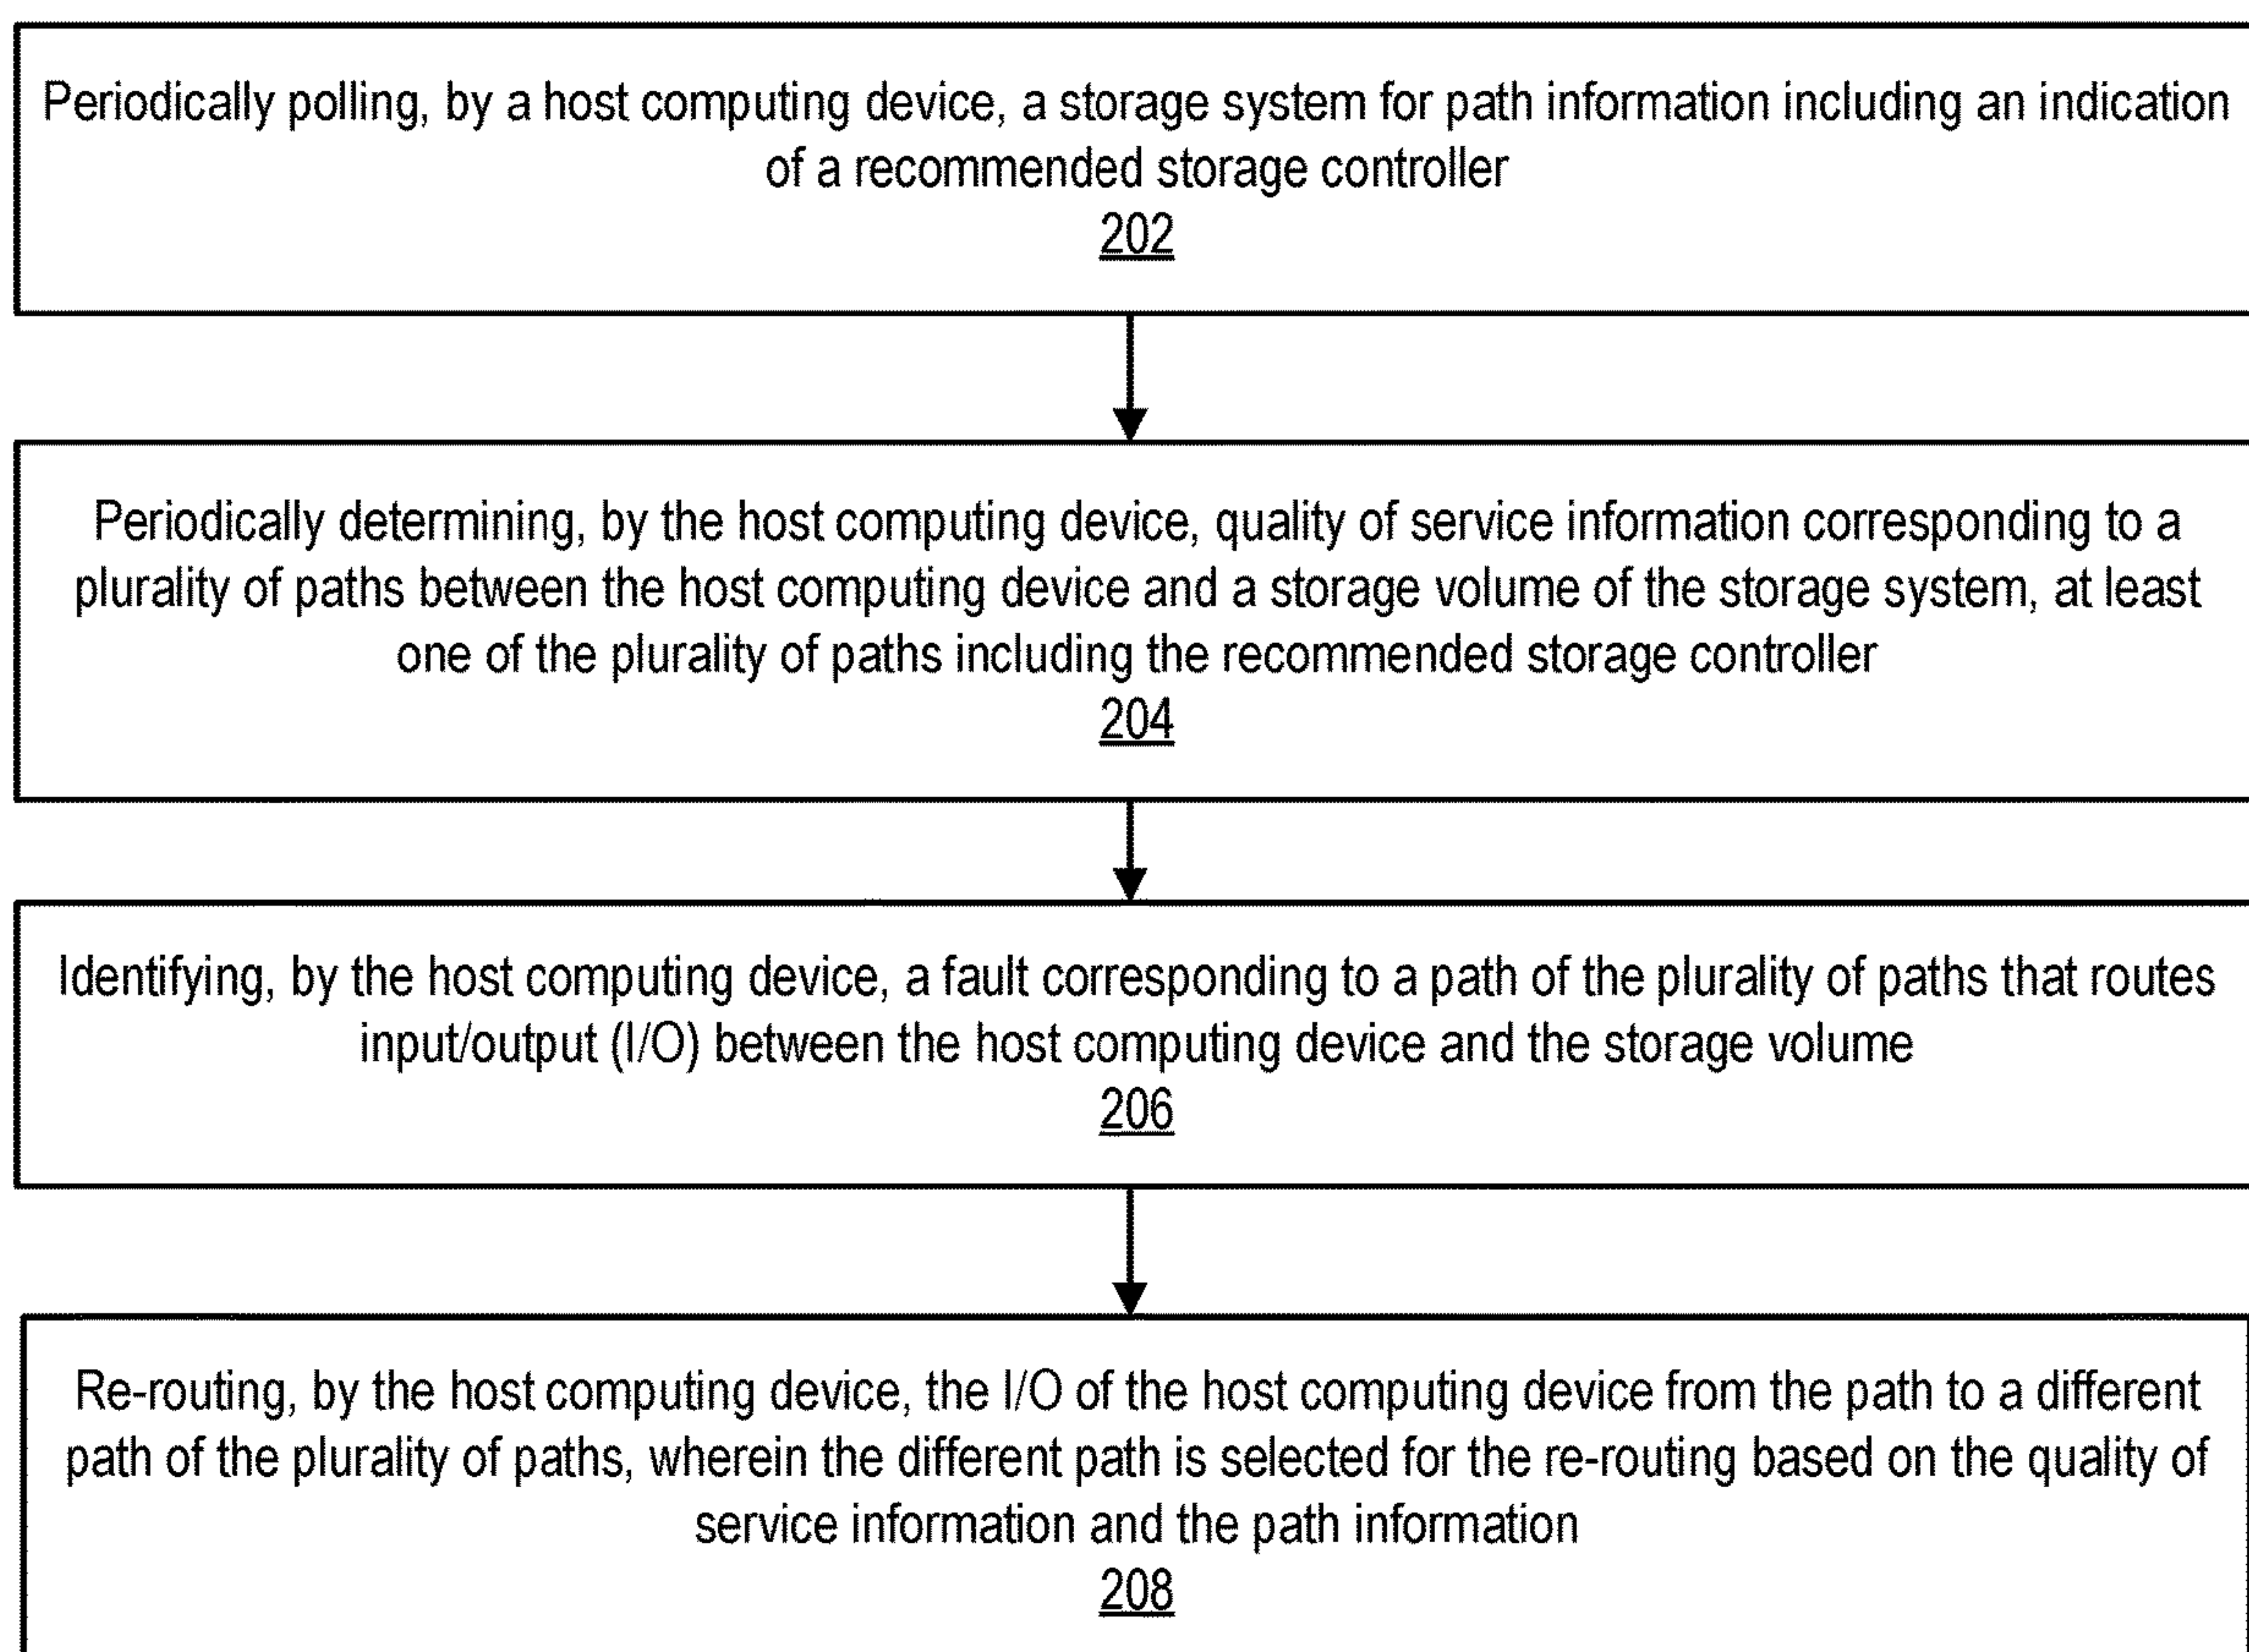 Periodically polling, by a host computing device, a storage system for path information including an indication
of a recommended storage controller
202
Periodically determining, by the host computing device, quality of service information corresponding to a
plurality of paths between the host computing device and a storage volume of the storage system, at least
one of the plurality of paths including the recommended storage controller
204
Identifying, by the host computing device, a fault corresponding to a path of the plurality of paths that routes
input/output (I/O) between the host computing device and the storage volume
206
Re-routing, by the host computing device, the I/O of the host computing device from the path to a different
path of the plurality of paths, wherein the different path is selected for the re-routing based on the quality of
service information and the path information
208